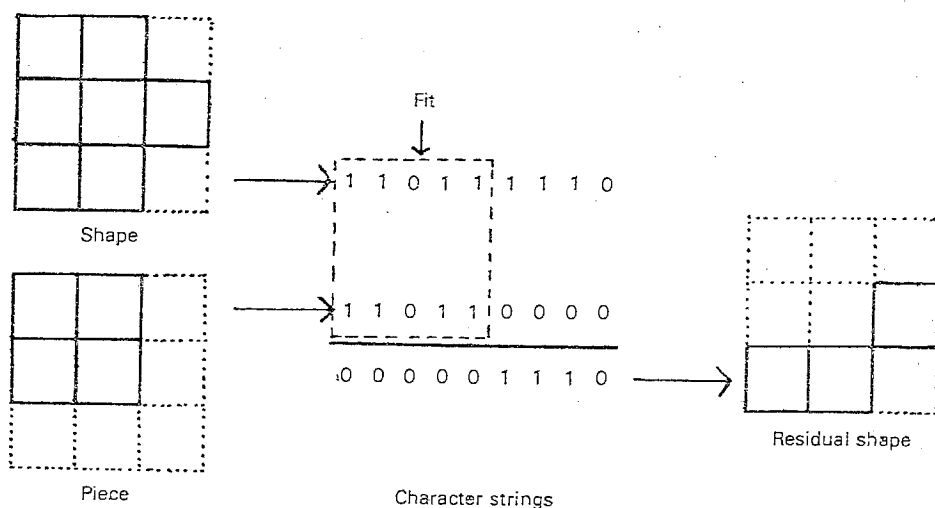 Fit
1 1 0 1 1 1 1 1 0
Shape
1 1 0 1 1 0 0 0 0
0 0 0 0 0 1 1 1 0
Residual shape
Piece
Character strings